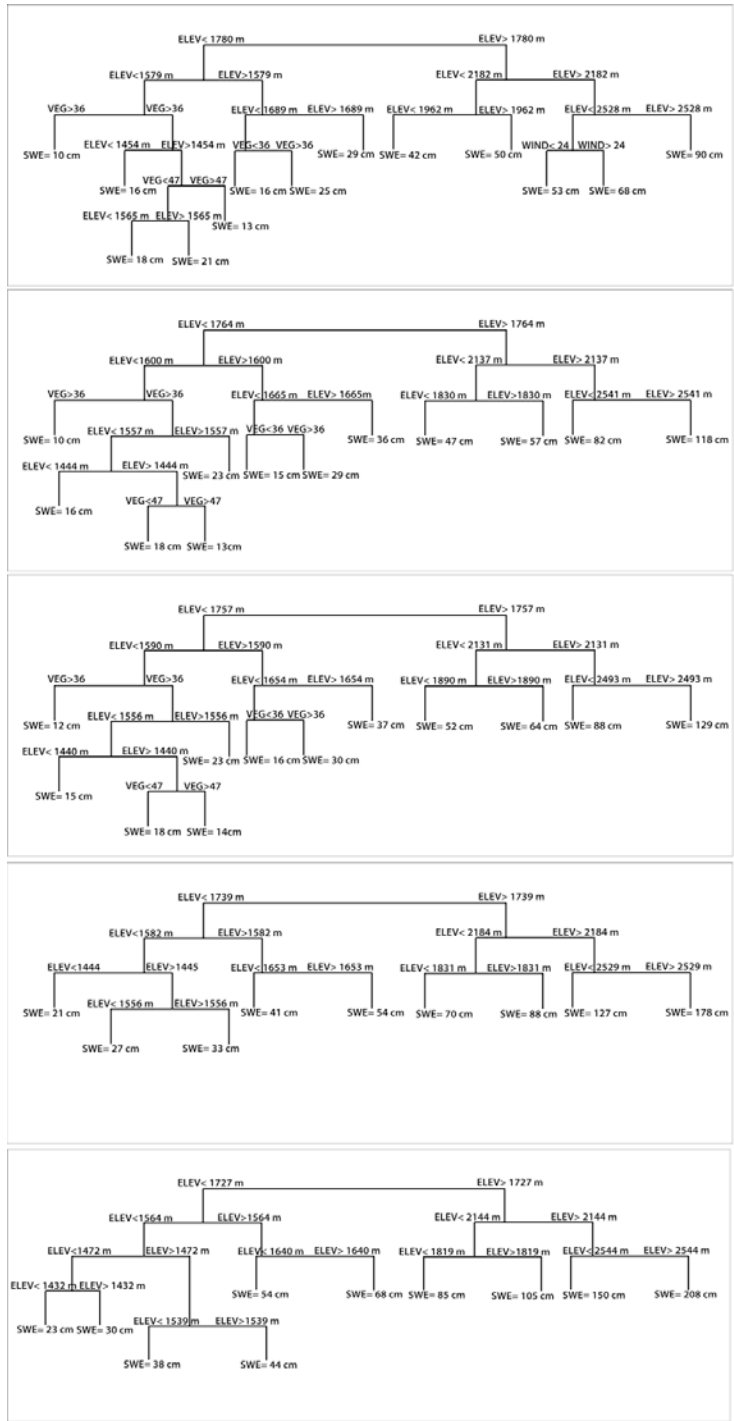 ELEV< 1780 m ELEV> 1780 m
ELEV<1579 m ELEV>1579 m ELEV< 2182 m ELEV> 2182 m
VEG>36 VEG>36 ELEV< 1689 m ELEV> 1689 m ELEV< 1962 m ELEV>1962 m ELEV<2528 m ELEV> 2528 m
ELEV< 1454 m ELEV>1454 m VEG<36 VEG>36 WIND< 24 WIND> 24
SWE= 10 cm SWE= 29 cm SWE= 42 cm SWE= 50 cm SWE= 90 cm
VEG<47 VEG>47
SWE= 16 cm SWE= 16 cm SWE= 25 cm SWE= 53 cm SWE= 68 cm
ELEV< 1565 m ELEV> 1565 m
SWE= 13 cm
SWE= 18 cm SWE= 21 cm
ELEV< 1764 m ELEV> 1764 m
ELEV<1600 m ELEV>1600 m ELEV< 2137 m ELEV> 2137 m
VEG>36 VEG>36 ELEV< 1665 m ELEV> 1665m ELEV< 1830 m ELEV>1830 m ELEV<2541 m ELEV> 2541 m
ELEV< 1557 m ELEV>1557 m VEG<36 VEG>36
SWE= 10 cm SWE= 36 cm SWE= 47 cm SWE= 57 cm SWE= 82 cm SWE= 118 cm
ELEV< 1444 m ELEV> 1444 m
SWE= 23 cm SWE= 15 cm SWE= 29 cm
VEG<47 VEG>47
SWE= 16 cm
SWE= 18 cm SWE= 13cm
ELEV< 1757 m ELEV> 1757 m
ELEV<1590 m ELEV>1590 m ELEV< 2131 m ELEV> 2131 m
VEG>36 VEG>36 ELEV< 1654 m ELEV> 1654 m ELEV< 1890 m ELEV>1890 m ELEV<2493 m ELEV> 2493 m
ELEV< 1556 m ELEV>1556 m VEG<36 VEG>36
SWE= 12 cm SWE= 37 cm SWE= 52 cm SWE= 64 cm SWE= 88 cm SWE= 129 cm
ELEV< 1440 m ELEV> 1440 m
SWE= 23 cm SWE= 16 cm SWE= 30 cm
VEG<47 VEG>47
SWE= 15 cm
SWE= 18 cm SWE= 14cm
ELEV< 1739 m ELEV> 1739 m
ELEV<1582 m ELEV>1582 m ELEV< 2184 m ELEV> 2184 m
ELEV<1444 ELEV>1445 ELEV< 1653 m ELEV> 1653 m ELEV< 1831 m ELEV>1831 m ELEV<2529 m ELEV> 2529 m
ELEV< 1556 m ELEV>1556 m
SWE= 21 cm SWE= 41 cm SWE= 54 cm SWE= 70 cm SWE= 88 cm SWE= 127 cm SWE= 178 cm
SWE= 27 cm SWE= 33 cm
ELEV< 1727 m ELEV> 1727 m
ELEV<1564 m ELEV>1564 m ELEV< 2144 m ELEV> 2144 m
ELEV<1472 m ELEV>1472 m ELEV< 1640 m ELEV> 1640 m ELEV< 1819 m ELEV>1819 m ELEV<2544 m ELEV> 2544 m
ELEV< 1432 m ELEV> 1432 m
SWE= 54 cm SWE= 68 cm SWE= 85 cm SWE= 105 cm SWE= 150 cm SWE= 208 cm
ELEV< 1539 m ELEV>1539 m
SWE= 23 cm SWE= 30 cm
SWE= 38 cm SWE= 44 cm